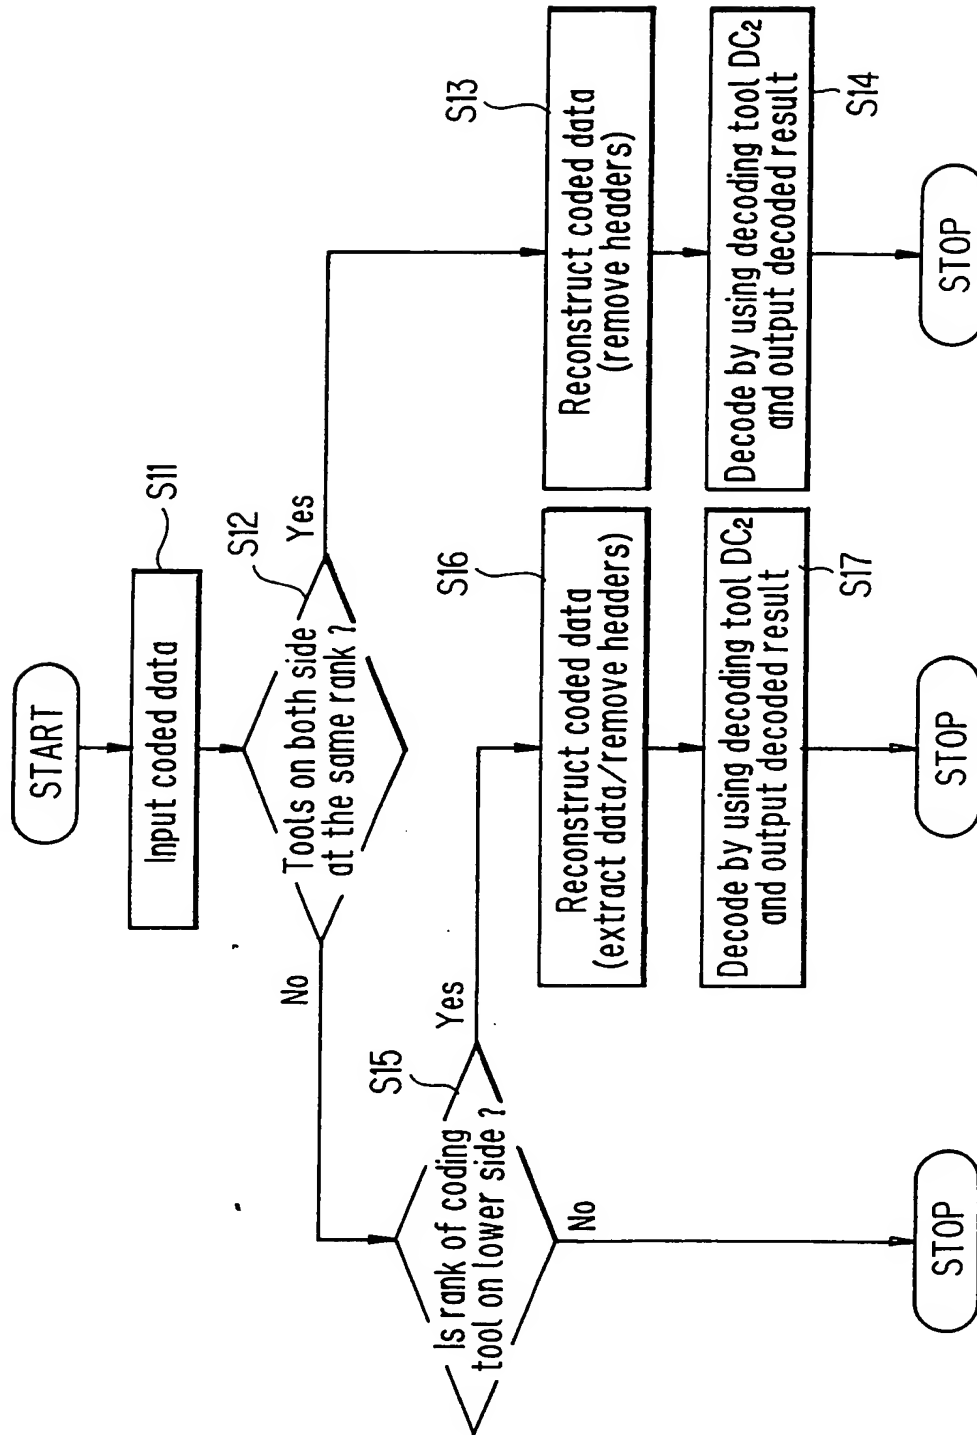 START
Input coded data
S11
Tools on both side
at the same rank ?
S12
Yes
No
Is rank of coding
tool on lower side ?
S15
Yes
No
Reconstruct coded data
(extract data/remove headers)
S16
Reconstruct coded data
(remove headers)
S13
Decode by using decoding tool DC2
and output decoded result
S17
Decode by using decoding tool DC2
and output decoded result
S14
STOP
STOP
STOP